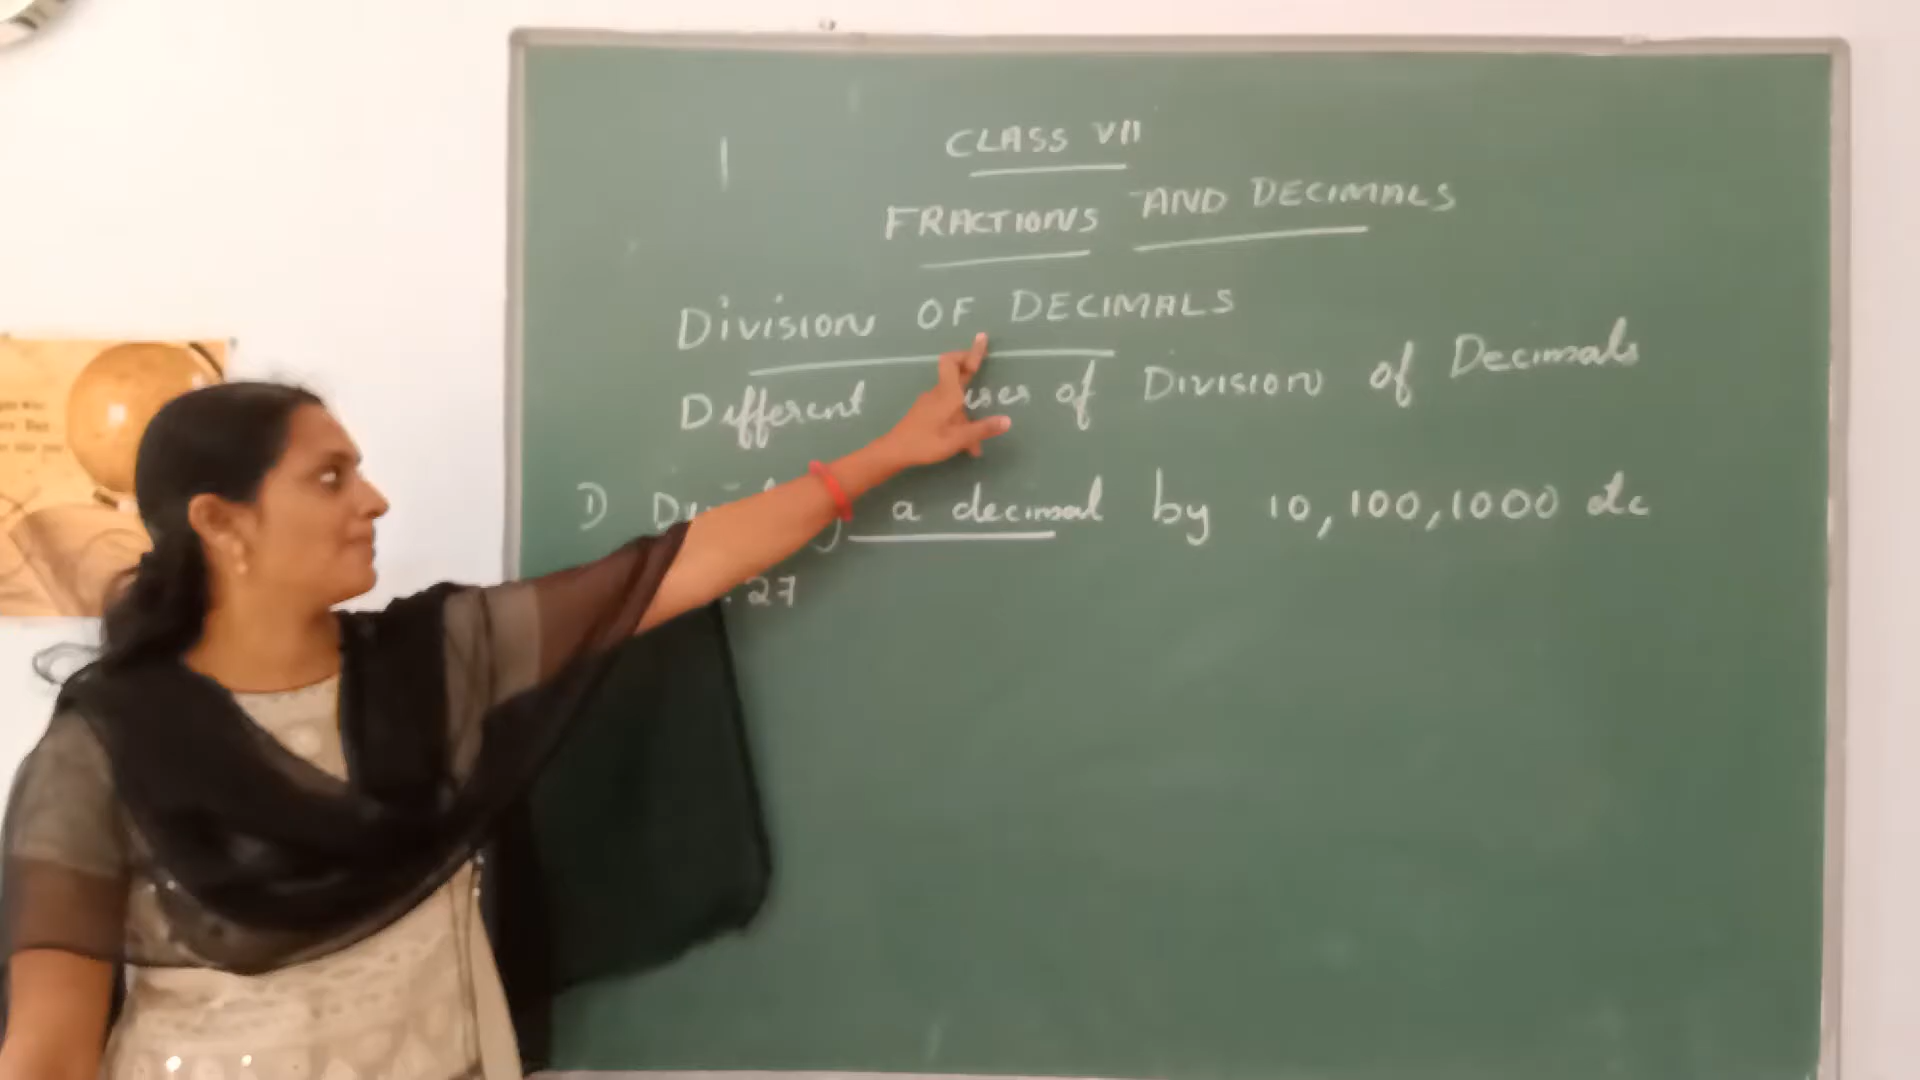 CLASS VII
FRACTIONS AND DECIMALS
DIVISION OF DECIMALS
Different of Division of Decimals
1) a decimal by 10, 100, 1000 etc
.27